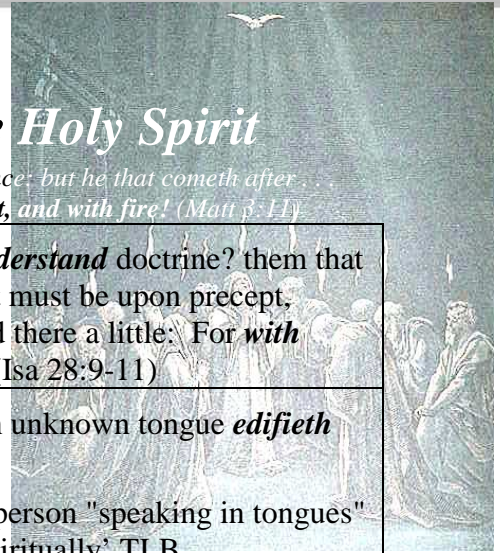 Holy Spirit
but he that cometh after . . .
and with fire! (Matt 3:11)
derstand doctrine? them that
must be upon precept,
there a little: For with
(Isa 28:9-11)
unknown tongue edifieth
person "speaking in tongues"
iritually' TLB